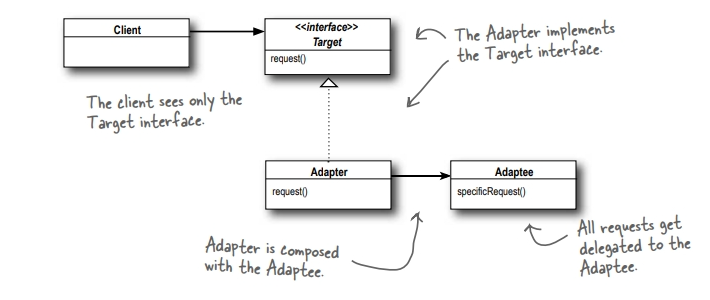 Client
<<interface>>
Target
request()
The Adapter implements
the Target interface.
The client sees only the
Target interface.
Adapter
request()
Adaptee
specificRequest()
Adapter is composed
with the Adaptee.
All requests get
delegated to the
Adaptee.